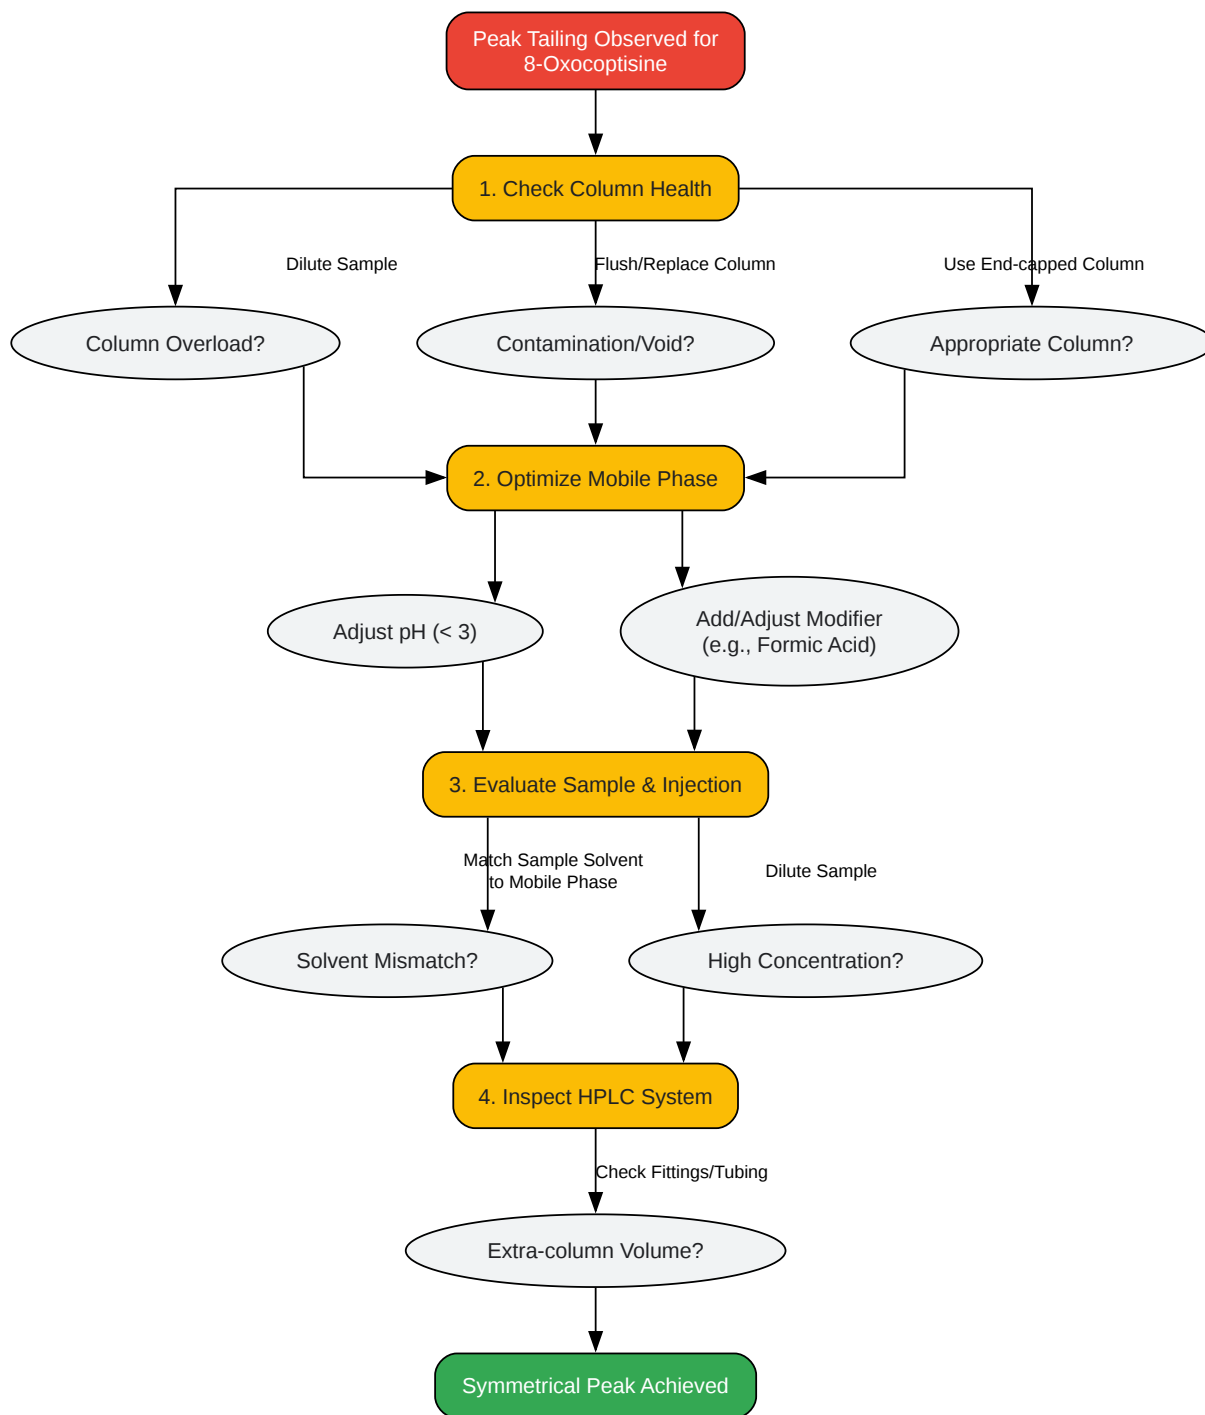 Peak Tailing Observed for
8-Oxocoptisine
1. Check Column Health
Dilute Sample
Flush/Replace Column
Use End-capped Column
Column Overload?
Contamination/Void?
Appropriate Column?
2. Optimize Mobile Phase
Adjust pH (< 3)
Add/Adjust Modifier
(e.g., Formic Acid)
3. Evaluate Sample & Injection
Match Sample Solvent
to Mobile Phase
Dilute Sample
Solvent Mismatch?
High Concentration?
4. Inspect HPLC System
Check Fittings/Tubing
Extra-column Volume?
Symmetrical Peak Achieved